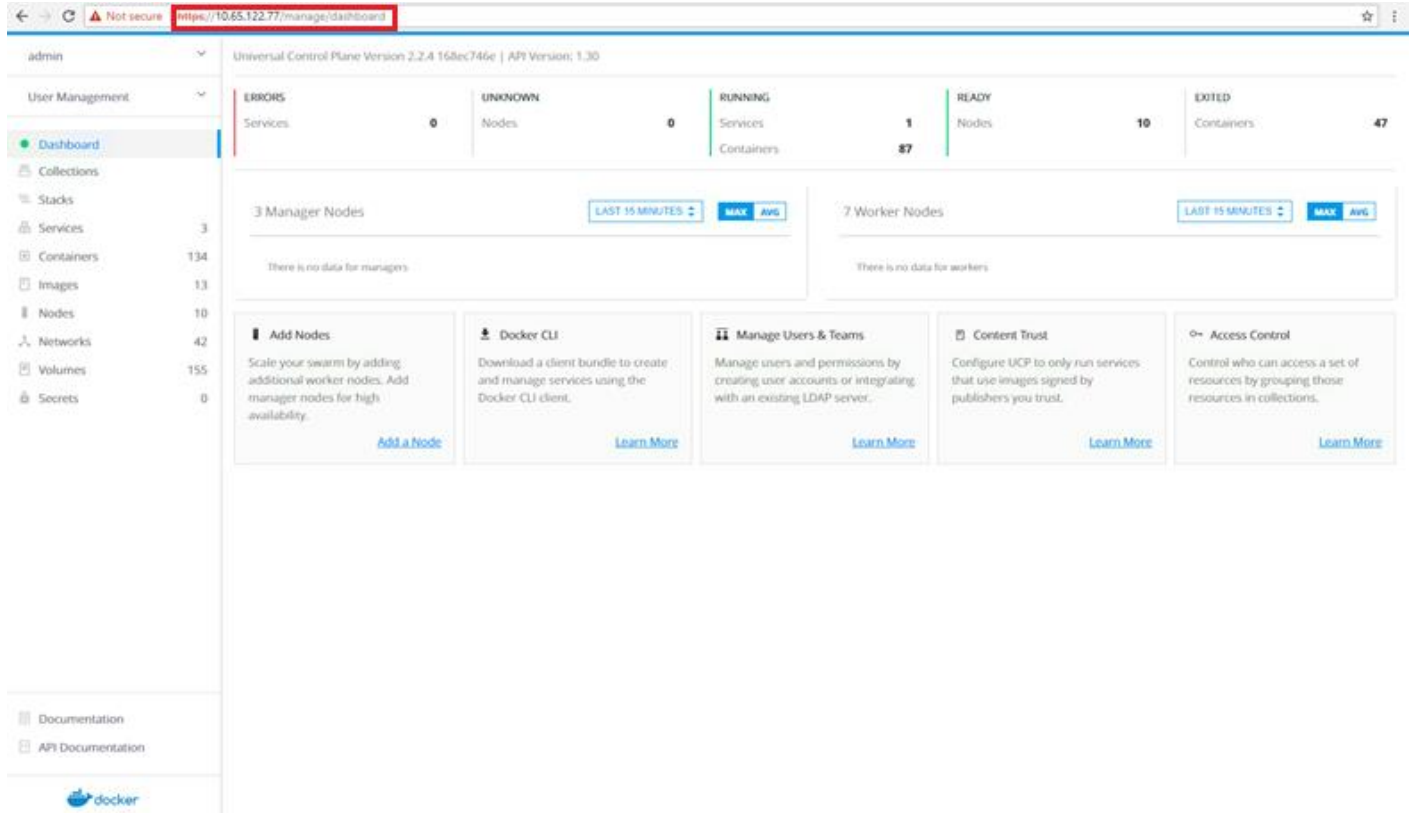 Not secure https://10.65.122.77/manage/dashboard
admin
User Management
Dashboard
Collections
Stacks
Services 3
Containers 134
Images 13
Nodes 10
Networks 42
Volumes 155
Secrets 0
Documentation
API Documentation
docker
Universal Control Plane Version 2.2.4 168ec746e | API Version: 1.30
ERRORS
Services 0
UNKNOWN
Nodes 0
RUNNING
Services 1
Containers 87
READY
Nodes 10
EXITED
Containers 47
3 Manager Nodes LAST 15 MINUTES MAX AVG
There is no data for managers
7 Worker Nodes LAST 15 MINUTES MAX AVG
There is no data for workers
Add Nodes
Scale your swarm by adding
additional worker nodes. Add
manager nodes for high
availability.
Add a Node
Docker CLI
Download a client bundle to create
and manage services using the
Docker CLI client.
Learn More
Manage Users & Teams
Manage users and permissions by
creating user accounts or integrating
with an existing LDAP server.
Learn More
Content Trust
Configure UCP to only run services
that use images signed by
publishers you trust.
Learn More
Access Control
Control who can access a set of
resources by grouping those
resources in collections.
Learn More